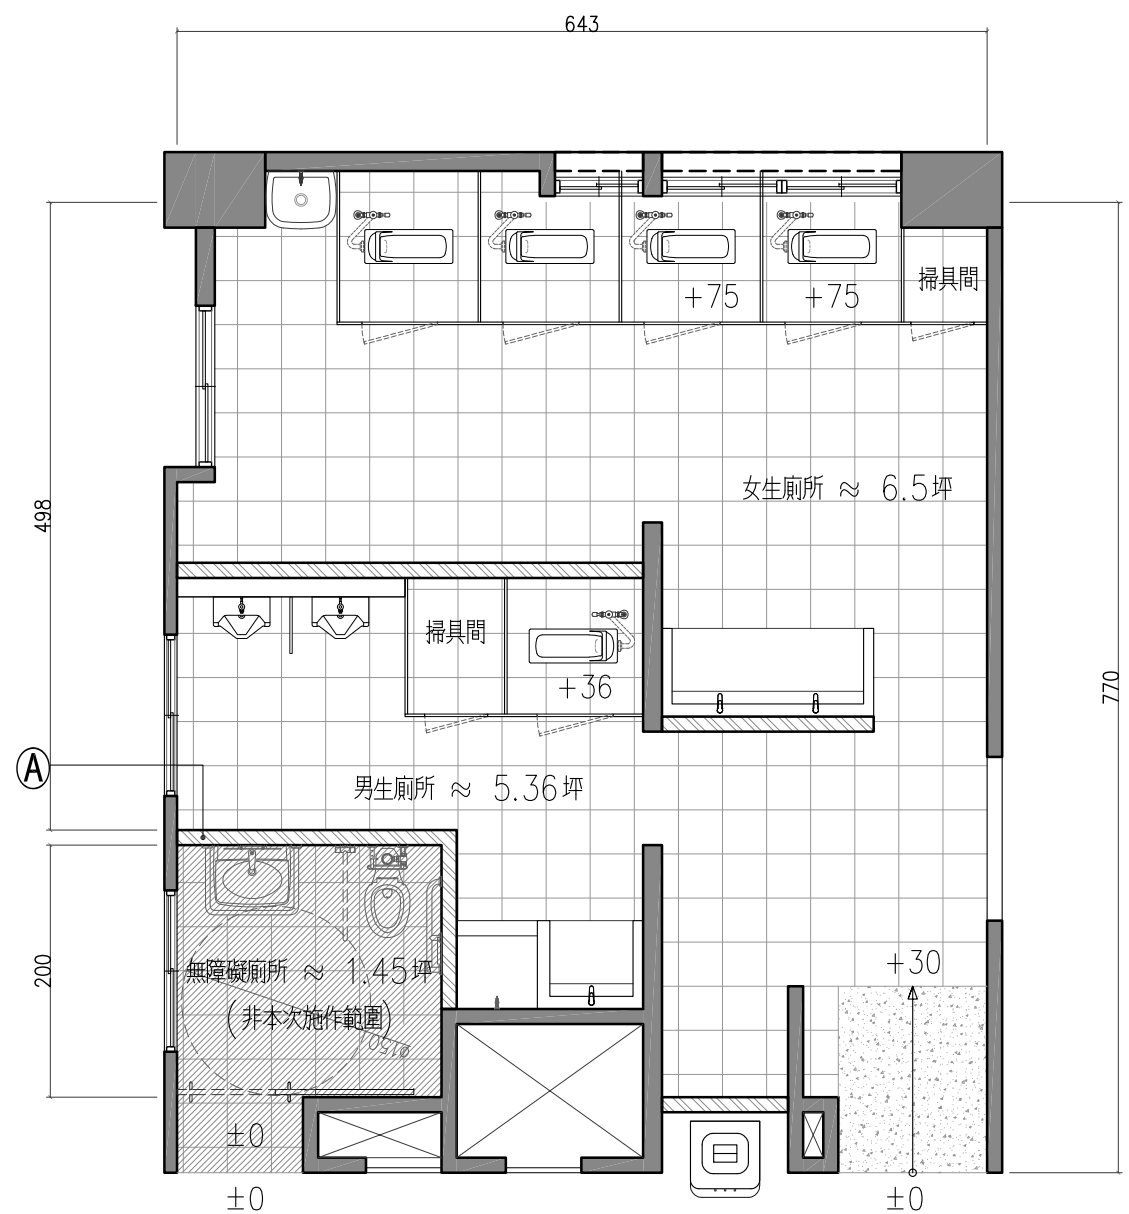 643
掃具間
+75
+75
女生廁所 ≈ 6.5坪
498
掃具間
+36
770
A
男生廁所 ≈ 5.36坪
200
無障礙廁所 ≈ 1.45坪
(非本次施作範圍)
ø150
+30
±0
±0
±0